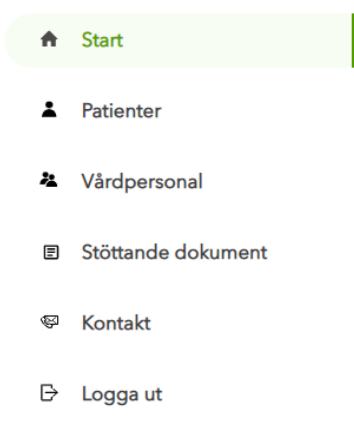 Start
Patienter
Vårdpersonal
Stöttande dokument
Kontakt
Logga ut